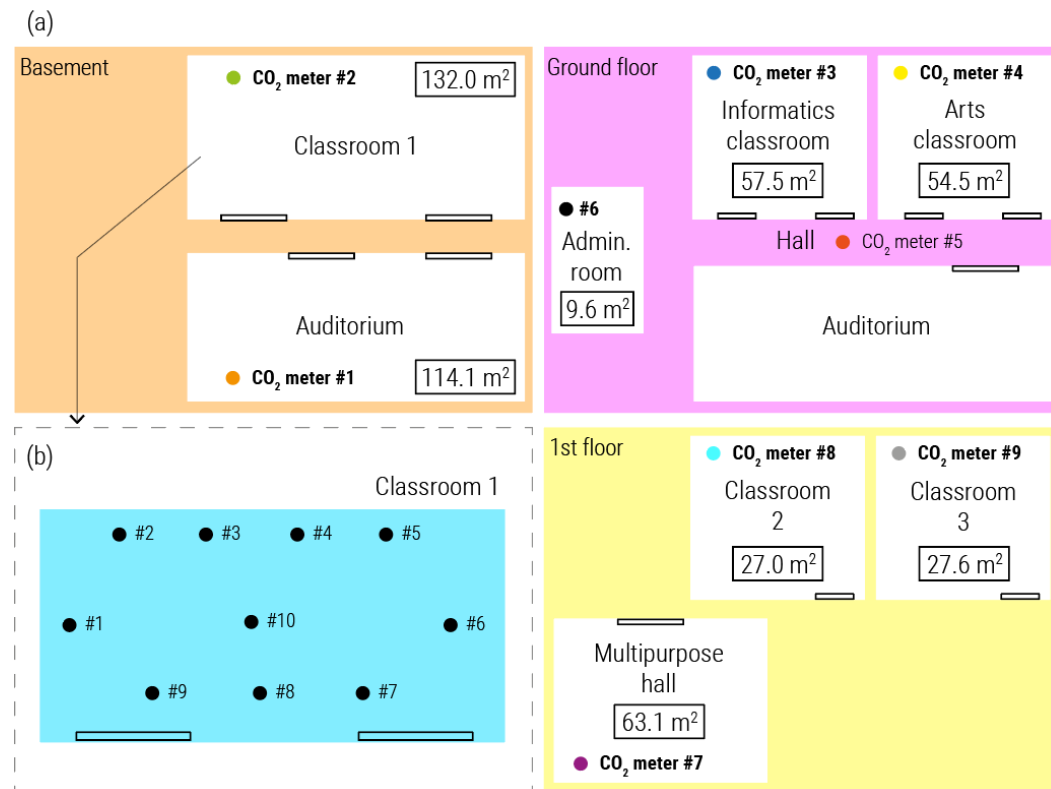 (a)
Basement
CO₂ meter #2
132.0 m²
Classroom 1
Auditorium
CO₂ meter #1
114.1 m²
Ground floor
CO₂ meter #3
Informatics
classroom
57.5 m²
CO₂ meter #4
Arts
classroom
54.5 m²
#6
Admin.
room
9.6 m²
Hall
CO₂ meter #5
Auditorium
(b)
Classroom 1
#2
#3
#4
#5
#1
#10
#6
#9
#8
#7
1st floor
CO₂ meter #8
Classroom
2
27.0 m²
CO₂ meter #9
Classroom
3
27.6 m²
Multipurpose
hall
63.1 m²
CO₂ meter #7